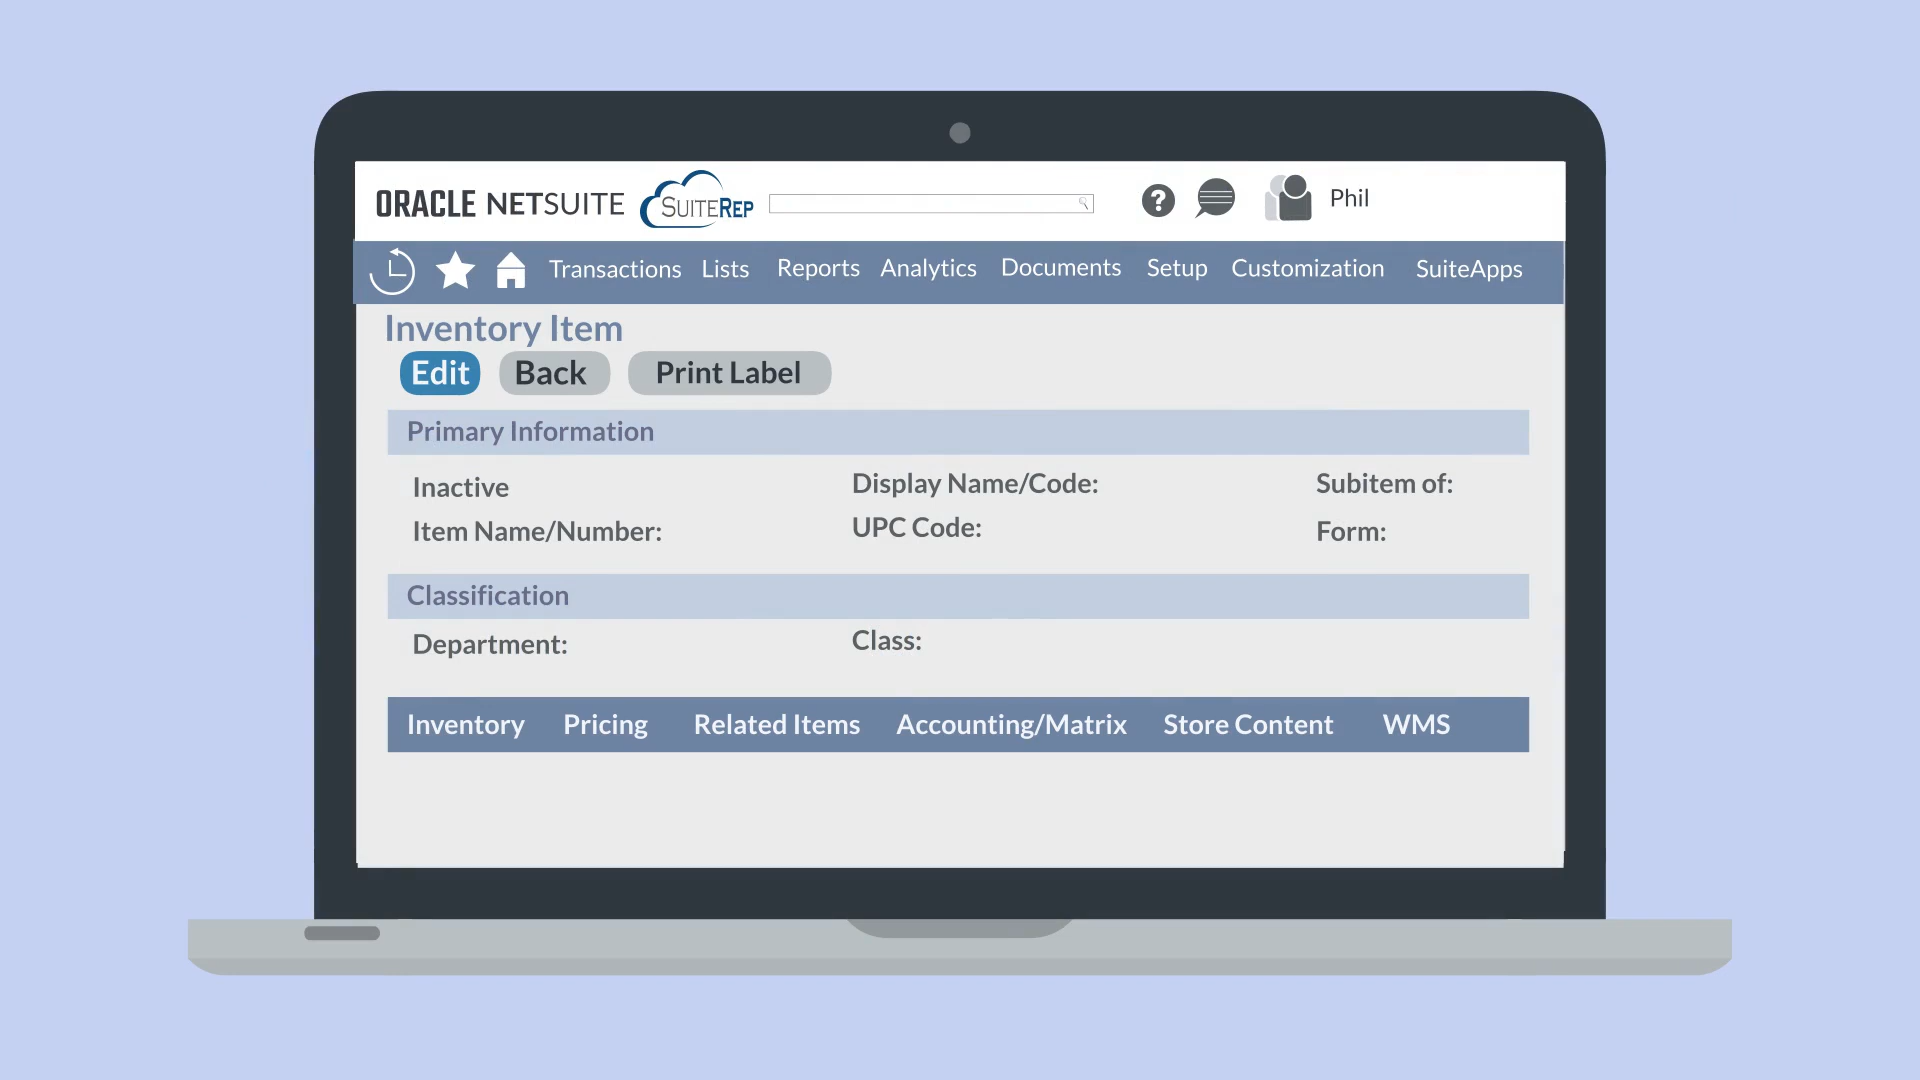 ORACLE NETSUITE SUITEREP ? Phil
Transactions Lists Reports Analytics Documents Setup Customization SuiteApps
Inventory Item
Edit Back Print Label
Primary Information
Inactive Display Name/Code: Subitem of:
Item Name/Number: UPC Code: Form:
Classification
Department: Class:
Inventory Pricing Related Items Accounting/Matrix Store Content WMS